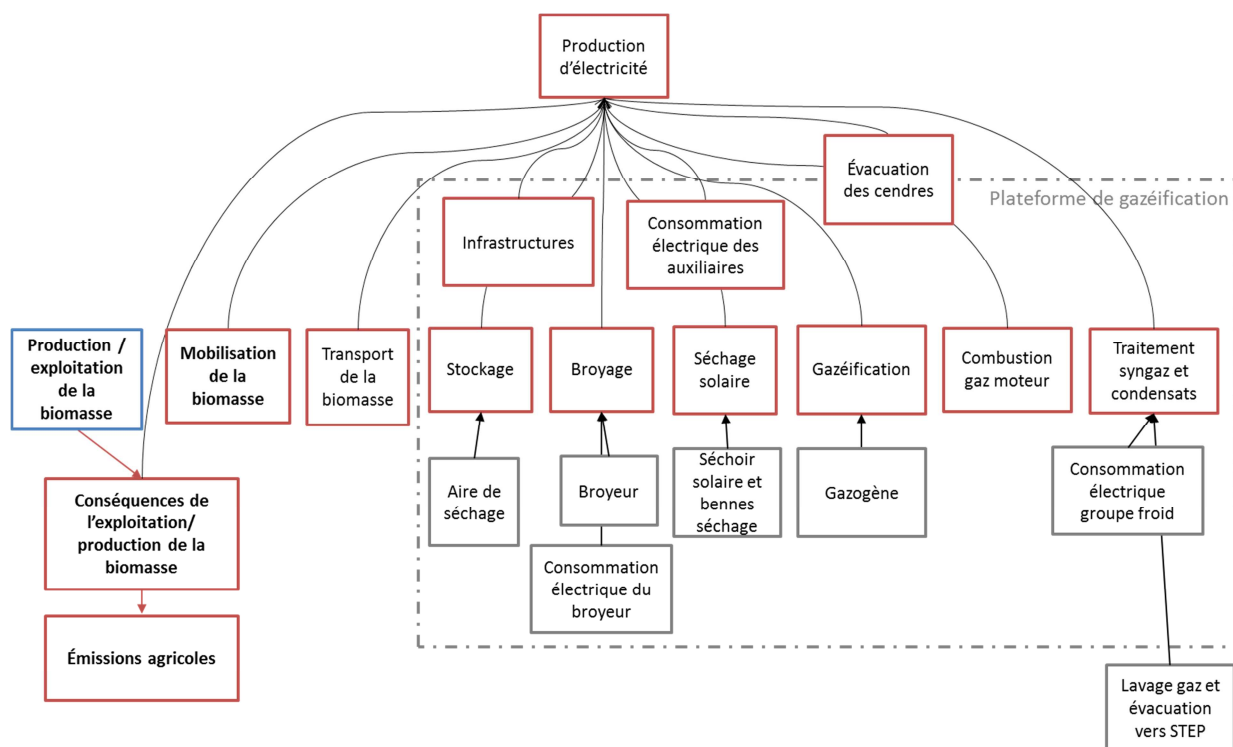 Production
d’électricité
Évacuation
des cendres
Plateforme de gazéification
Infrastructures
Consommation
électrique des
auxiliaires
Production /
exploitation
de la
biomasse
Mobilisation
de la
biomasse
Transport
de la
biomasse
Stockage
Broyage
Séchage
solaire
Gazéification
Combustion
gaz moteur
Traitement
syngaz et
condensats
Aire de
séchage
Broyeur
Séchoir
solaire et
bennes
séchage
Gazogène
Consommation
électrique
groupe froid
Conséquences de
l’exploitation/
production de la
biomasse
Consommation
électrique du
broyeur
Émissions agricoles
Lavage gaz et
évacuation
vers STEP